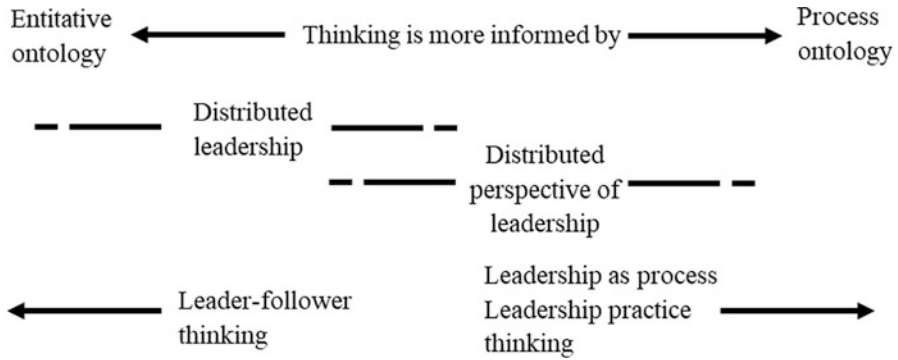 Entitative
ontology
Thinking is more informed by
Process
ontology
Distributed
leadership
Distributed
perspective of
leadership
Leader-follower
thinking
Leadership as process
Leadership practice
thinking